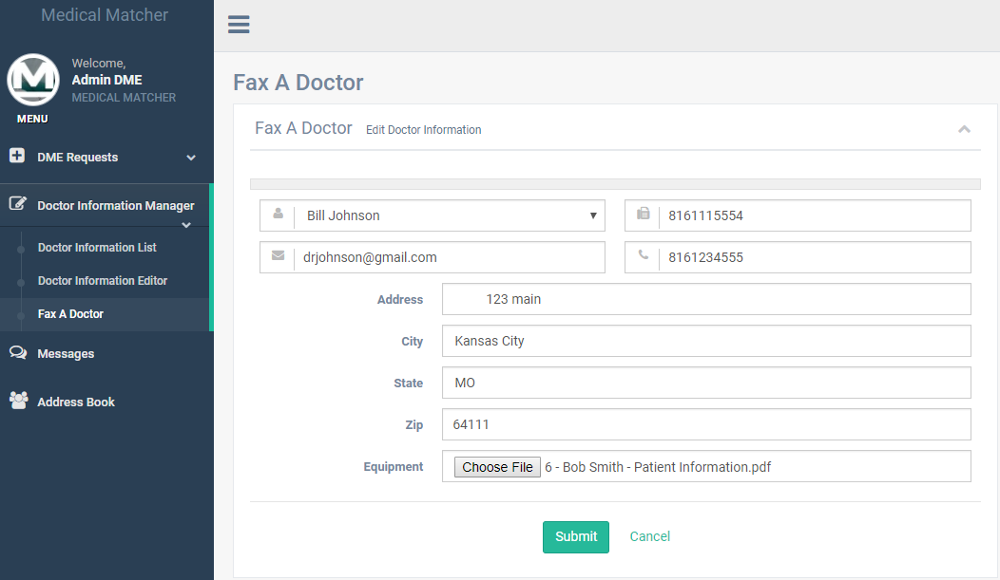 Medical Matcher
Welcome,
Admin DME
MEDICAL MATCHER
MENU
DME Requests
Doctor Information Manager
Doctor Information List
Doctor Information Editor
Fax A Doctor
Messages
Address Book
Fax A Doctor
Fax A Doctor Edit Doctor Information
Bill Johnson 8161115554
drjohnson@gmail.com 8161234555
Address 123 main
City Kansas City
State MO
Zip 64111
Equipment Choose File 6 - Bob Smith - Patient Information.pdf
Submit Cancel